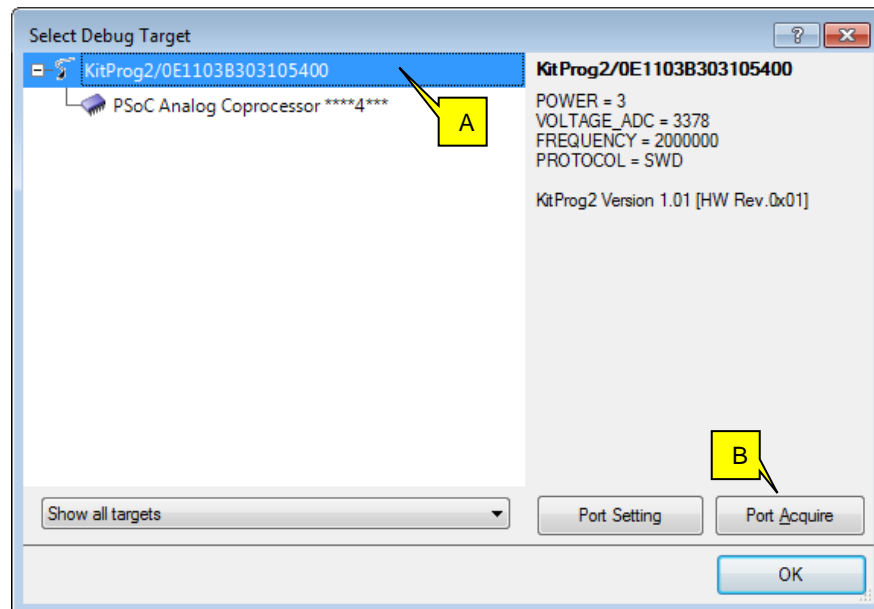 Select Debug Target
KitProg2/0E1103B303105400
PSoC Analog Coprocessor ****4***
A
KitProg2/0E1103B303105400
POWER = 3
VOLTAGE_ADC = 3378
FREQUENCY = 2000000
PROTOCOL = SWD
KitProg2 Version 1.01 [HW Rev.0x01]
B
Show all targets
Port Setting
Port Acquire
OK